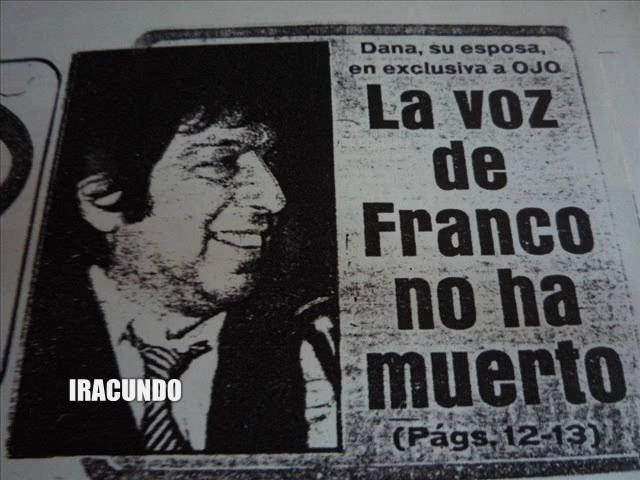 Dana, su esposa,
en exclusiva a OJO
La voz
de
Franco
no ha
muerto
(Págs. 12-13)
IRACUNDO